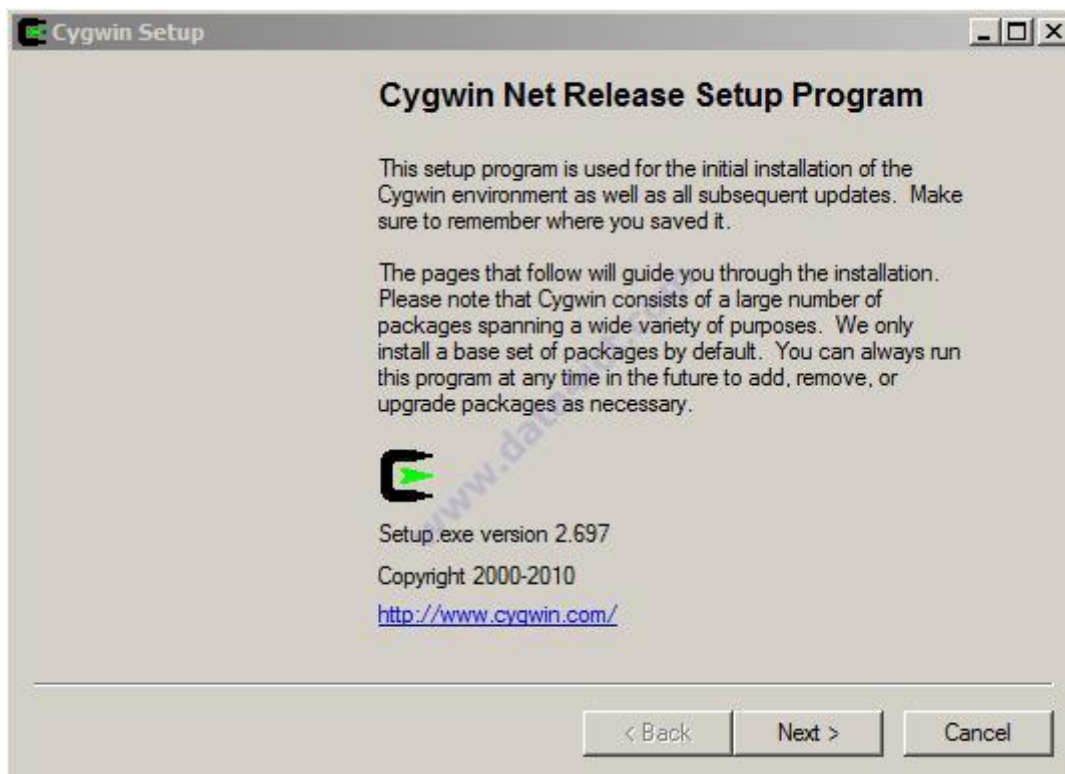 Cygwin Setup
Cygwin Net Release Setup Program
This setup program is used for the initial installation of the
Cygwin environment as well as all subsequent updates. Make
sure to remember where you saved it.
The pages that follow will guide you through the installation.
Please note that Cygwin consists of a large number of
packages spanning a wide variety of purposes. We only
install a base set of packages by default. You can always run
this program at any time in the future to add, remove, or
upgrade packages as necessary.
Setup.exe version 2.697
Copyright 2000-2010
http://www.cygwin.com/
< Back
Next >
Cancel